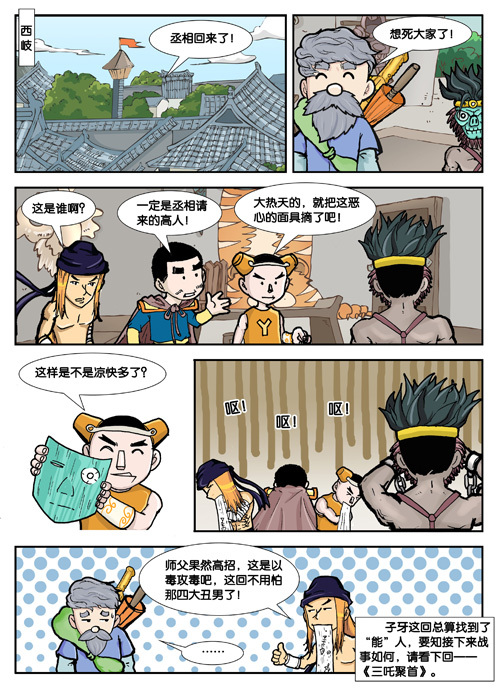 西岐
丞相回来了！
想死大家了！
这是谁啊？
一定是丞相请
来的高人！
大热天的，就把这恶
心的面具摘了吧！
这样是不是凉快多了？
呕！
呕！
呕！
师父果然高招，这是以
毒攻毒吧，这回不用怕
那四大丑男了！
……
子牙这回总算找到了
“能”人，要知接下来战
事如何，请看下回——
《三吒聚首》。